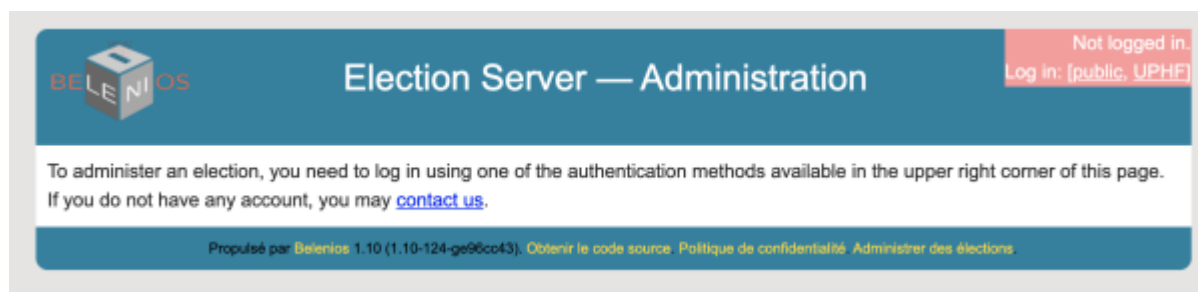 BELENIOS
Election Server — Administration
Not logged in.
Log in: [public, UPHF]
To administer an election, you need to log in using one of the authentication methods available in the upper right corner of this page.
If you do not have any account, you may contact us.
Propulsé par Belenios 1.10 (1.10-124-ge96cc43). Obtenir le code source. Politique de confidentialité. Administrer des élections.